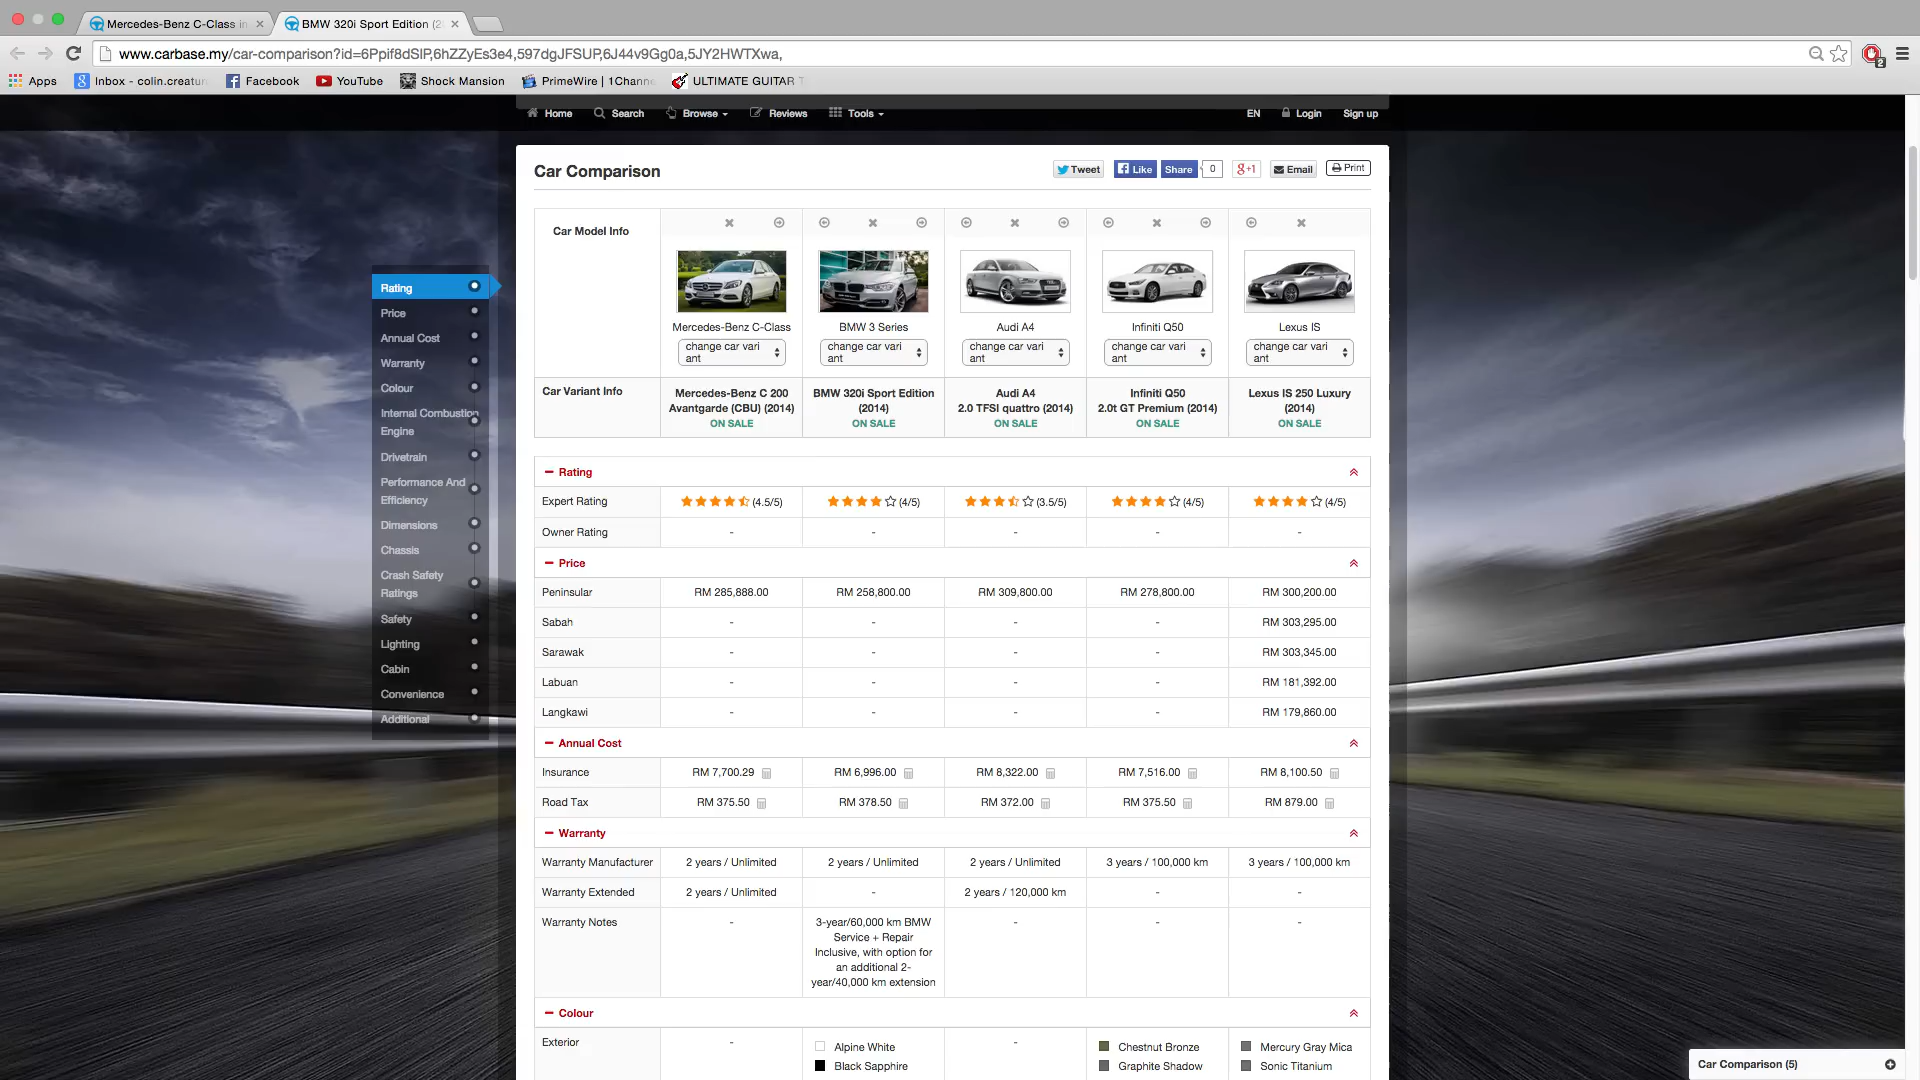 Mercedes-Benz C-Class in
BMW 320i Sport Edition (2
www.carbase.my/car-comparison?id=6Ppif8dSIP,6hZZyEs3e4,597dgJFSUP,6J44v9Gg0a,5JY2HWTXwa,
2
Apps
Inbox - colin.creatur
Facebook
YouTube
Shock Mansion
PrimeWire | 1Chann
ULTIMATE GUITAR T
Home Search Browse Reviews Tools EN Login Sign up
Car Comparison
Tweet Like Share 0 g+1 Email Print
Rating
Price
Annual Cost
Warranty
Colour
Internal Combustion
Engine
Drivetrain
Performance And
Efficiency
Dimensions
Chassis
Crash Safety
Ratings
Safety
Lighting
Cabin
Convenience
Additional
Car Model Info
Mercedes-Benz C-Class BMW 3 Series Audi A4 Infiniti Q50 Lexus IS
change car vari change car vari change car vari change car vari change car vari
ant ant ant ant ant
Car Variant Info Mercedes-Benz C 200 BMW 320i Sport Edition Audi A4 Infiniti Q50 Lexus IS 250 Luxury
Avantgarde (CBU) (2014) (2014) 2.0 TFSI quattro (2014) 2.0t GT Premium (2014) (2014)
ON SALE ON SALE ON SALE ON SALE ON SALE
Rating
Expert Rating (4.5/5) (4/5) (3.5/5) (4/5) (4/5)
Owner Rating - - - - -
Price
Peninsular RM 285,888.00 RM 258,800.00 RM 309,800.00 RM 278,800.00 RM 300,200.00
Sabah - - - - RM 303,295.00
Sarawak - - - - RM 303,345.00
Labuan - - - - RM 181,392.00
Langkawi - - - - RM 179,860.00
Annual Cost
Insurance RM 7,700.29 RM 6,996.00 RM 8,322.00 RM 7,516.00 RM 8,100.50
Road Tax RM 375.50 RM 378.50 RM 372.00 RM 375.50 RM 879.00
Warranty
Warranty Manufacturer 2 years / Unlimited 2 years / Unlimited 2 years / Unlimited 3 years / 100,000 km 3 years / 100,000 km
Warranty Extended 2 years / Unlimited - 2 years / 120,000 km - -
Warranty Notes - 3-year/60,000 km BMW - - -
Service + Repair
Inclusive, with option for
an additional 2-
year/40,000 km extension
Colour
Exterior - Alpine White - Chestnut Bronze Mercury Gray Mica
Black Sapphire Graphite Shadow Sonic Titanium
Car Comparison (5)